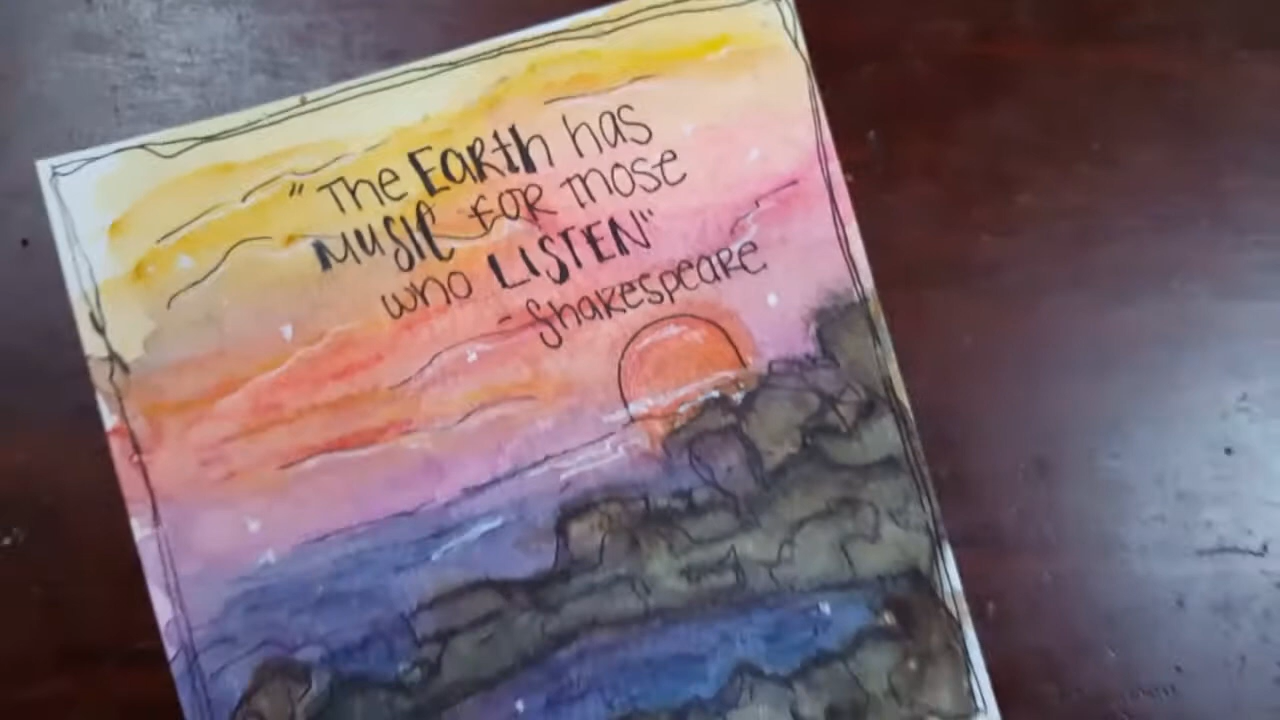 "The EARth has
MUSIC FOR Those
who LISTEN"
- Shakespeare